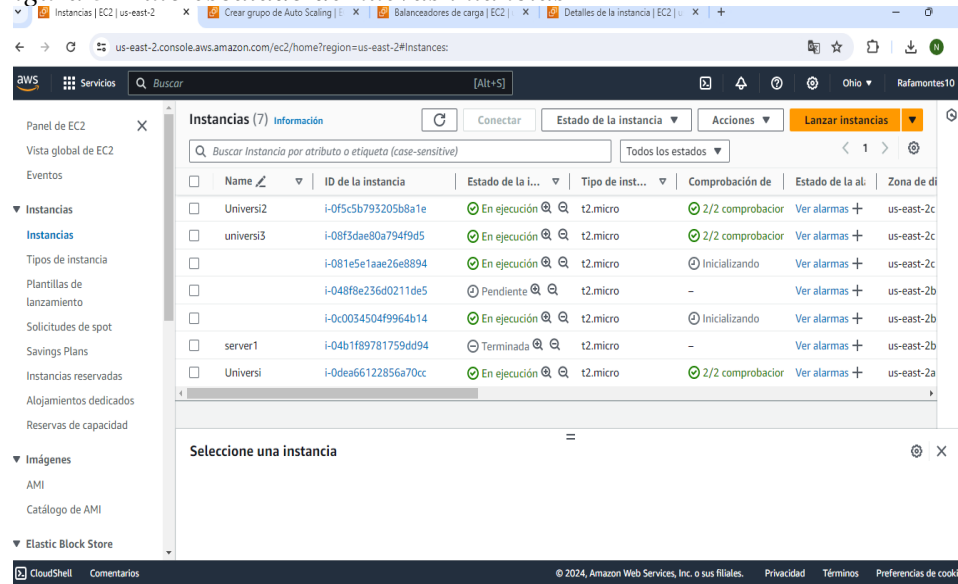 Instancias | EC2 | us-east-2 Crear grupo de Auto Scaling | E Balanceadores de carga | EC2 | Detalles de la instancia | EC2 | u
us-east-2.console.aws.amazon.com/ec2/home?region=us-east-2#Instances: N
aws Servicios Buscar [Alt+S] Ohio ▼ Rafamontes10
Panel de EC2
Vista global de EC2
Eventos
▼ Instancias
Instancias
Tipos de instancia
Plantillas de
lanzamiento
Solicitudes de spot
Savings Plans
Instancias reservadas
Alojamientos dedicados
Reservas de capacidad
▼ Imágenes
AMI
Catálogo de AMI
▼ Elastic Block Store
Instancias (7) Información Conectar Estado de la instancia ▼ Acciones ▼ Lanzar instancias ▼
Buscar Instancia por atributo o etiqueta (case-sensitive) Todos los estados ▼ 1
Name ID de la instancia Estado de la i... Tipo de inst... Comprobación de Estado de la al Zona de di
Universi2 i-0f5c5b793205b8a1e En ejecución t2.micro 2/2 comprobacior Ver alarmas + us-east-2c
universi3 i-08f3dae80a794f9d5 En ejecución t2.micro 2/2 comprobacior Ver alarmas + us-east-2c
i-081e5e1aae26e8894 En ejecución t2.micro Inicializando Ver alarmas + us-east-2c
i-048f8e236d0211de5 Pendiente t2.micro – Ver alarmas + us-east-2b
i-0c0034504f9964b14 En ejecución t2.micro Inicializando Ver alarmas + us-east-2b
server1 i-04b1f89781759dd94 Terminada t2.micro – Ver alarmas + us-east-2b
Universi i-0dea66122856a70cc En ejecución t2.micro 2/2 comprobacior Ver alarmas + us-east-2a
Seleccione una instancia
CloudShell Comentarios © 2024, Amazon Web Services, Inc. o sus filiales. Privacidad Términos Preferencias de cooki